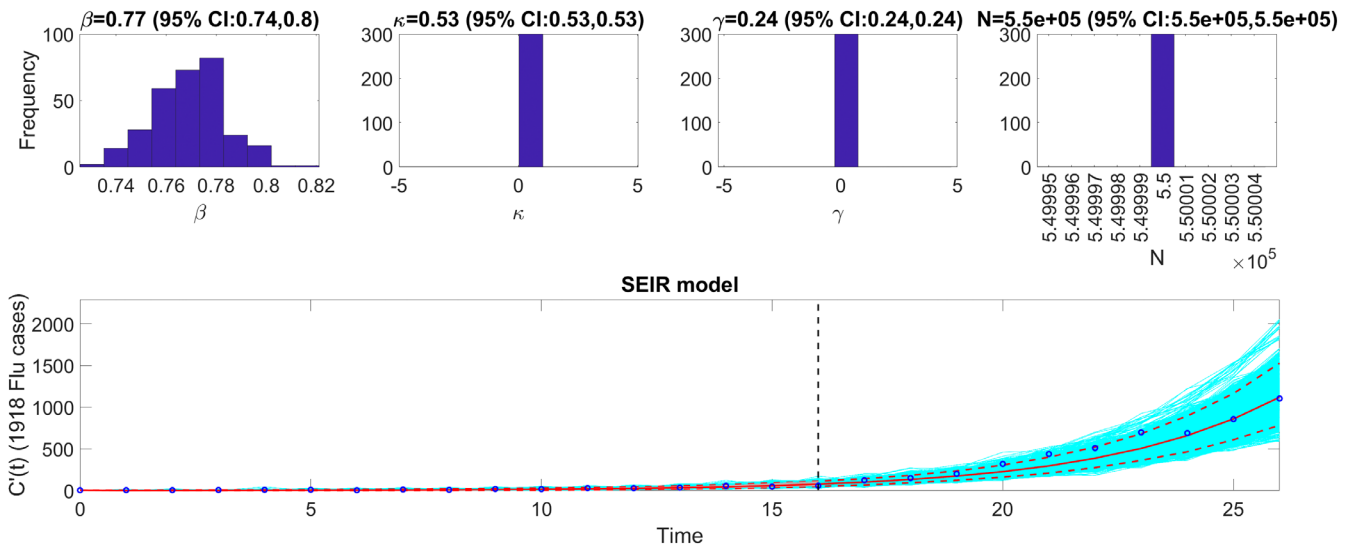 β=0.77 (95% CI:0.74,0.8)
κ=0.53 (95% CI:0.53,0.53)
γ=0.24 (95% CI:0.24,0.24)
N=5.5e+05 (95% CI:5.5e+05,5.5e+05)
Frequency
100
50
0
0.74 0.76 0.78 0.8 0.82
β
300
200
100
0
-5 0 5
κ
300
200
100
0
-5 0 5
γ
300
200
100
0
5.49995
5.49996
5.49997
5.49998
5.49999
5.5
5.50001
5.50002
5.50003
5.50004
N
×10⁵
SEIR model
C'(t) (1918 Flu cases)
2000
1500
1000
500
0
0 5 10 15 20 25
Time